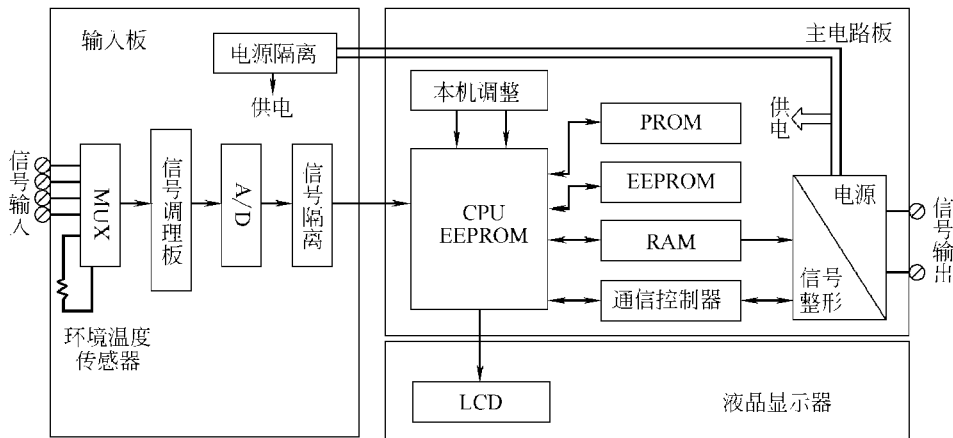 输入板
主电路板
电源隔离
供电
本机调整
供电
PROM
信号输入
MUX
信号调理板
A/D
信号隔离
CPU
EEPROM
EEPROM
电源
信号输出
RAM
通信控制器
信号
整形
环境温度
传感器
LCD
液晶显示器